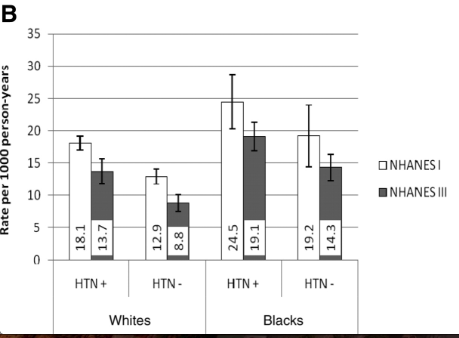 B
Rate per 1000 person-years
35
30
25
20
15
10
5
0
18.1
13.7
12.9
8.8
24.5
19.1
19.2
14.3
HTN +
HTN -
HTN +
HTN -
Whites
Blacks
NHANES I
NHANES III